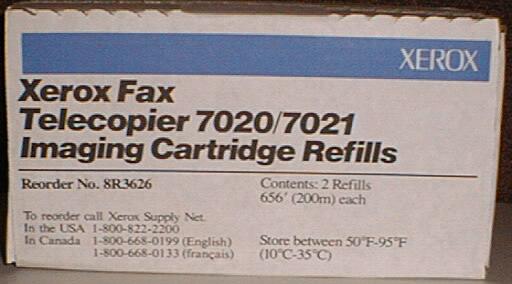 XEROX
Xerox Fax
Telecopier 7020/7021
Imaging Cartridge Refills
Reorder No. 8R3626
Contents: 2 Refills
656' (200m) each
To reorder call Xerox Supply Net.
In the USA 1-800-822-2200
In Canada 1-800-668-0199 (English)
1-800-668-0133 (français)
Store between 50°F-95°F
(10°C-35°C)